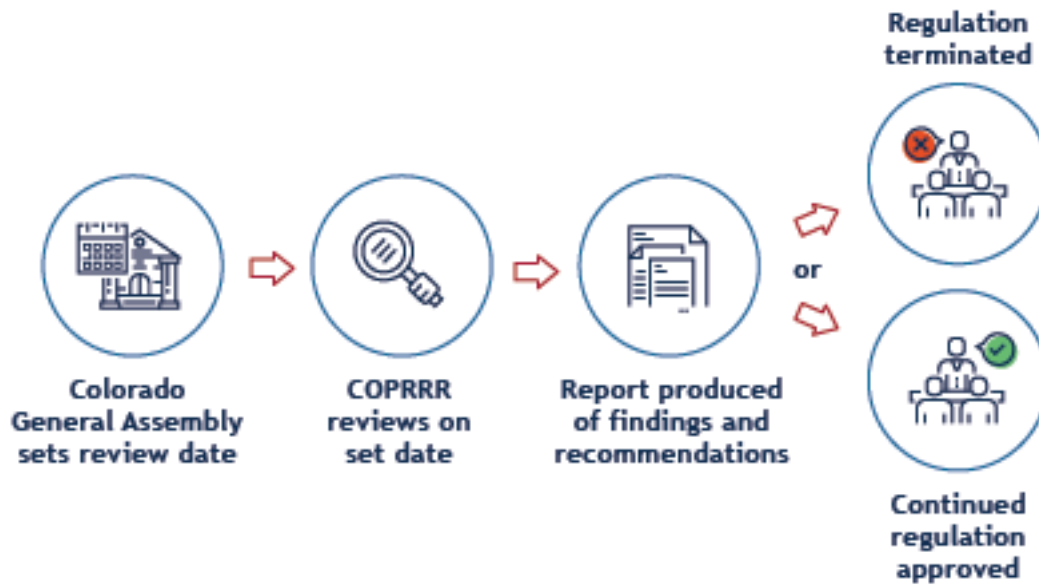 Regulation
terminated
or
Colorado
General Assembly
sets review date
COPRRR
reviews on
set date
Report produced
of findings and
recommendations
Continued
regulation
approved